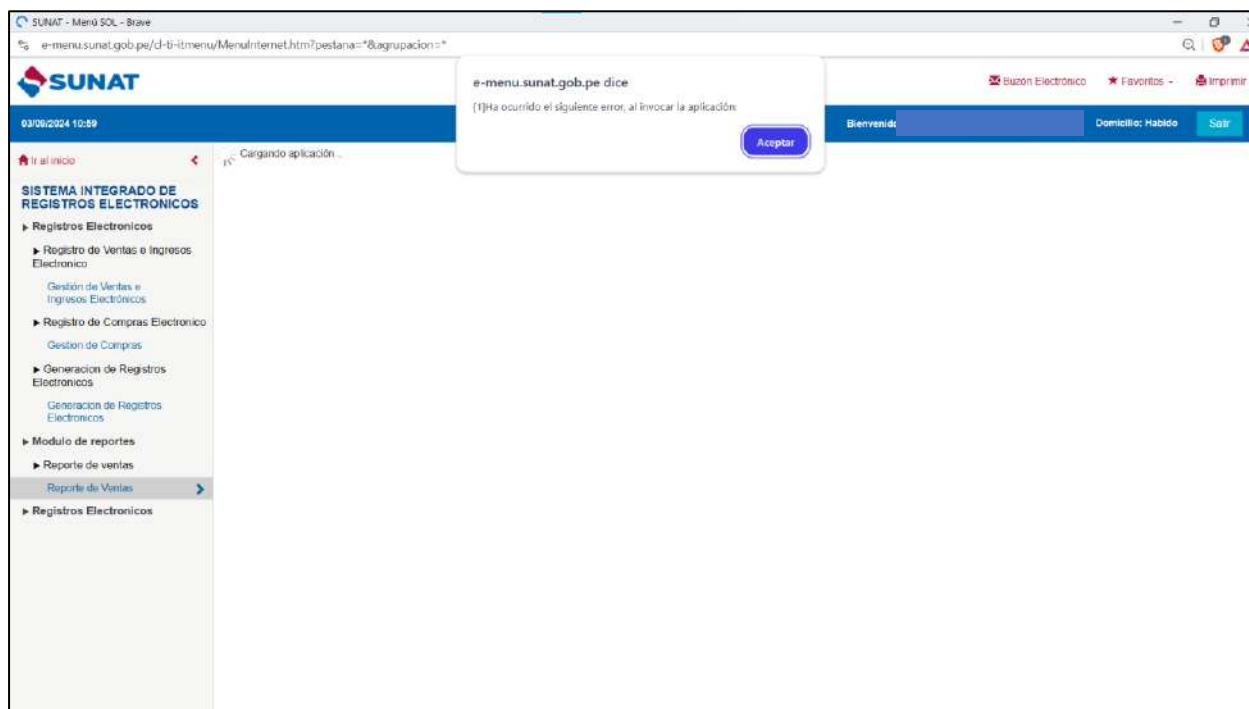 SUNAT - Menú SOL - Brave
e-menu.sunat.gob.pe/cl-ti-itmenu/MenuInternet.htm?pestana=*&agrupacion=*
SUNAT
e-menu.sunat.gob.pe dice
[1]Ha ocurrido el siguiente error, al invocar la aplicación:
Aceptar
Buzón Electrónico
Favoritos
Imprimir
03/09/2024 10:59
Bienvenido
Domicilio: Habido
Salir
Ir al inicio
Cargando aplicación...
SISTEMA INTEGRADO DE
REGISTROS ELECTRONICOS
Registros Electronicos
Registro de Ventas e Ingresos
Electronico
Gestión de Ventas e
Ingresos Electrónicos
Registro de Compras Electronico
Gestion de Compras
Generacion de Registros
Electronicos
Generacion de Registros
Electronicos
Modulo de reportes
Reporte de ventas
Reporte de Ventas
Registros Electronicos